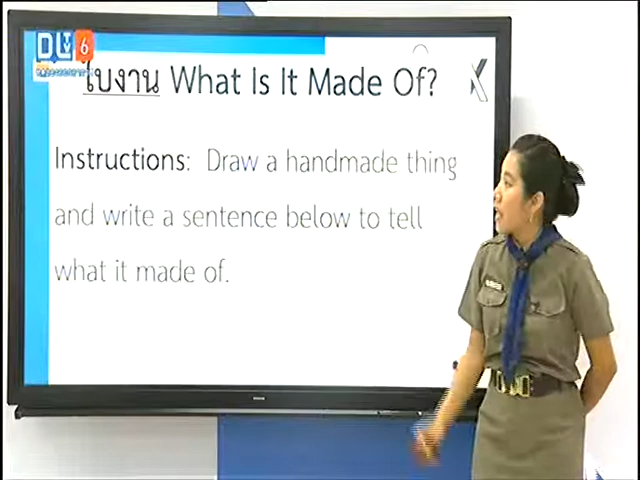 DLTV 6
ใบงาน What Is It Made Of?
Instructions: Draw a handmade thing
and write a sentence below to tell
what it made of.